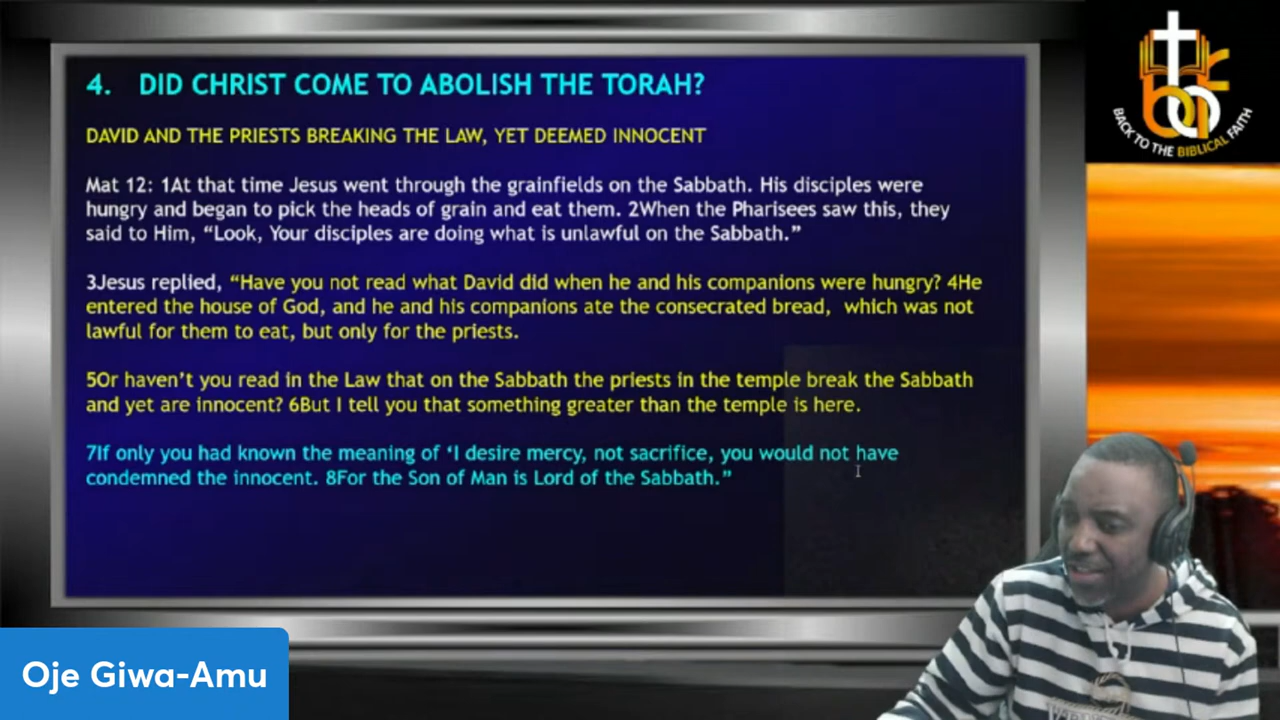 4. DID CHRIST COME TO ABOLISH THE TORAH?
DAVID AND THE PRIESTS BREAKING THE LAW, YET DEEMED INNOCENT
Mat 12: 1At that time Jesus went through the grainfields on the Sabbath. His disciples were
hungry and began to pick the heads of grain and eat them. 2When the Pharisees saw this, they
said to Him, “Look, Your disciples are doing what is unlawful on the Sabbath.”
3Jesus replied, “Have you not read what David did when he and his companions were hungry? 4He
entered the house of God, and he and his companions ate the consecrated bread, which was not
lawful for them to eat, but only for the priests.
5Or haven’t you read in the Law that on the Sabbath the priests in the temple break the Sabbath
and yet are innocent? 6But I tell you that something greater than the temple is here.
7If only you had known the meaning of ‘I desire mercy, not sacrifice, you would not have
condemned the innocent. 8For the Son of Man is Lord of the Sabbath.”
btbf
BACK TO THE BIBLICAL FAITH
Oje Giwa-Amu